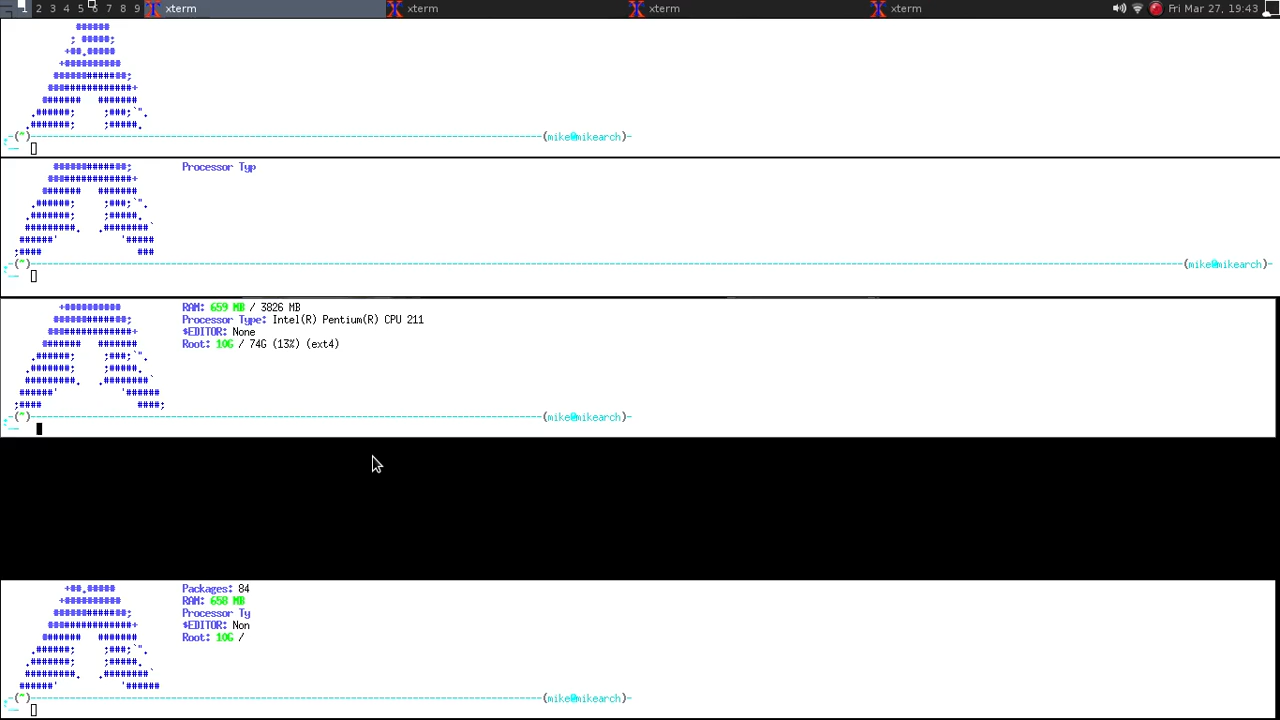 1 2 3 4 5 6 7 8 9 xterm xterm xterm xterm Fri Mar 27, 19:43
######
; #####;
+##.#####
+##########
#############;
###############+
####### #######
.######; ;###;`".
.#######; ;#####.
(^) (mike@mikearch)
#############; Processor Typ
###############+
####### #######
.######; ;###;`".
.#######; ;#####.
#########. .########`
######' '#####
;#### ###
(^) (mike@mikearch)
+########## RAM: 659 MB / 3826 MB
#############; Processor Type: Intel(R) Pentium(R) CPU 211
###############+ $EDITOR: None
####### ####### Root: 10G / 74G (13%) (ext4)
.######; ;###;`".
.#######; ;#####.
#########. .########`
######' '######
;#### ####;
(^) (mike@mikearch)
+##.##### Packages: 84
+########## RAM: 658 MB
#############; Processor Ty
###############+ $EDITOR: Non
####### ####### Root: 10G /
.######; ;###;`".
.#######; ;#####.
#########. .########`
######' '######
(^) (mike@mikearch)